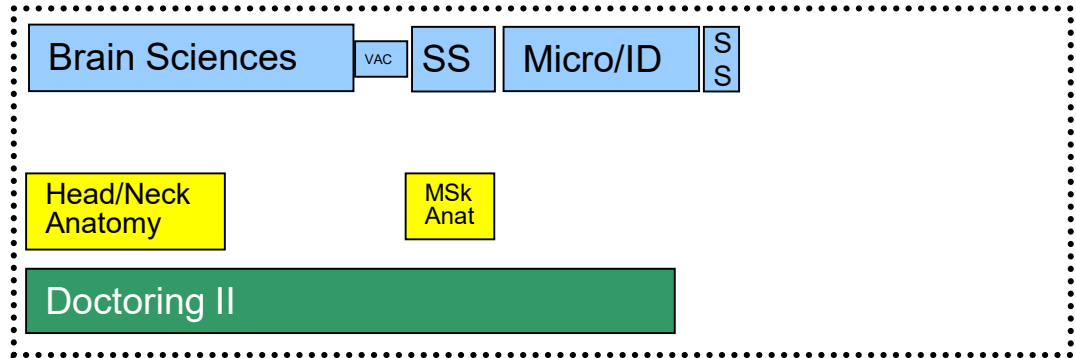 Brain Sciences
VAC
SS
Micro/ID
S
S
Head/Neck
Anatomy
MSk
Anat
Doctoring II